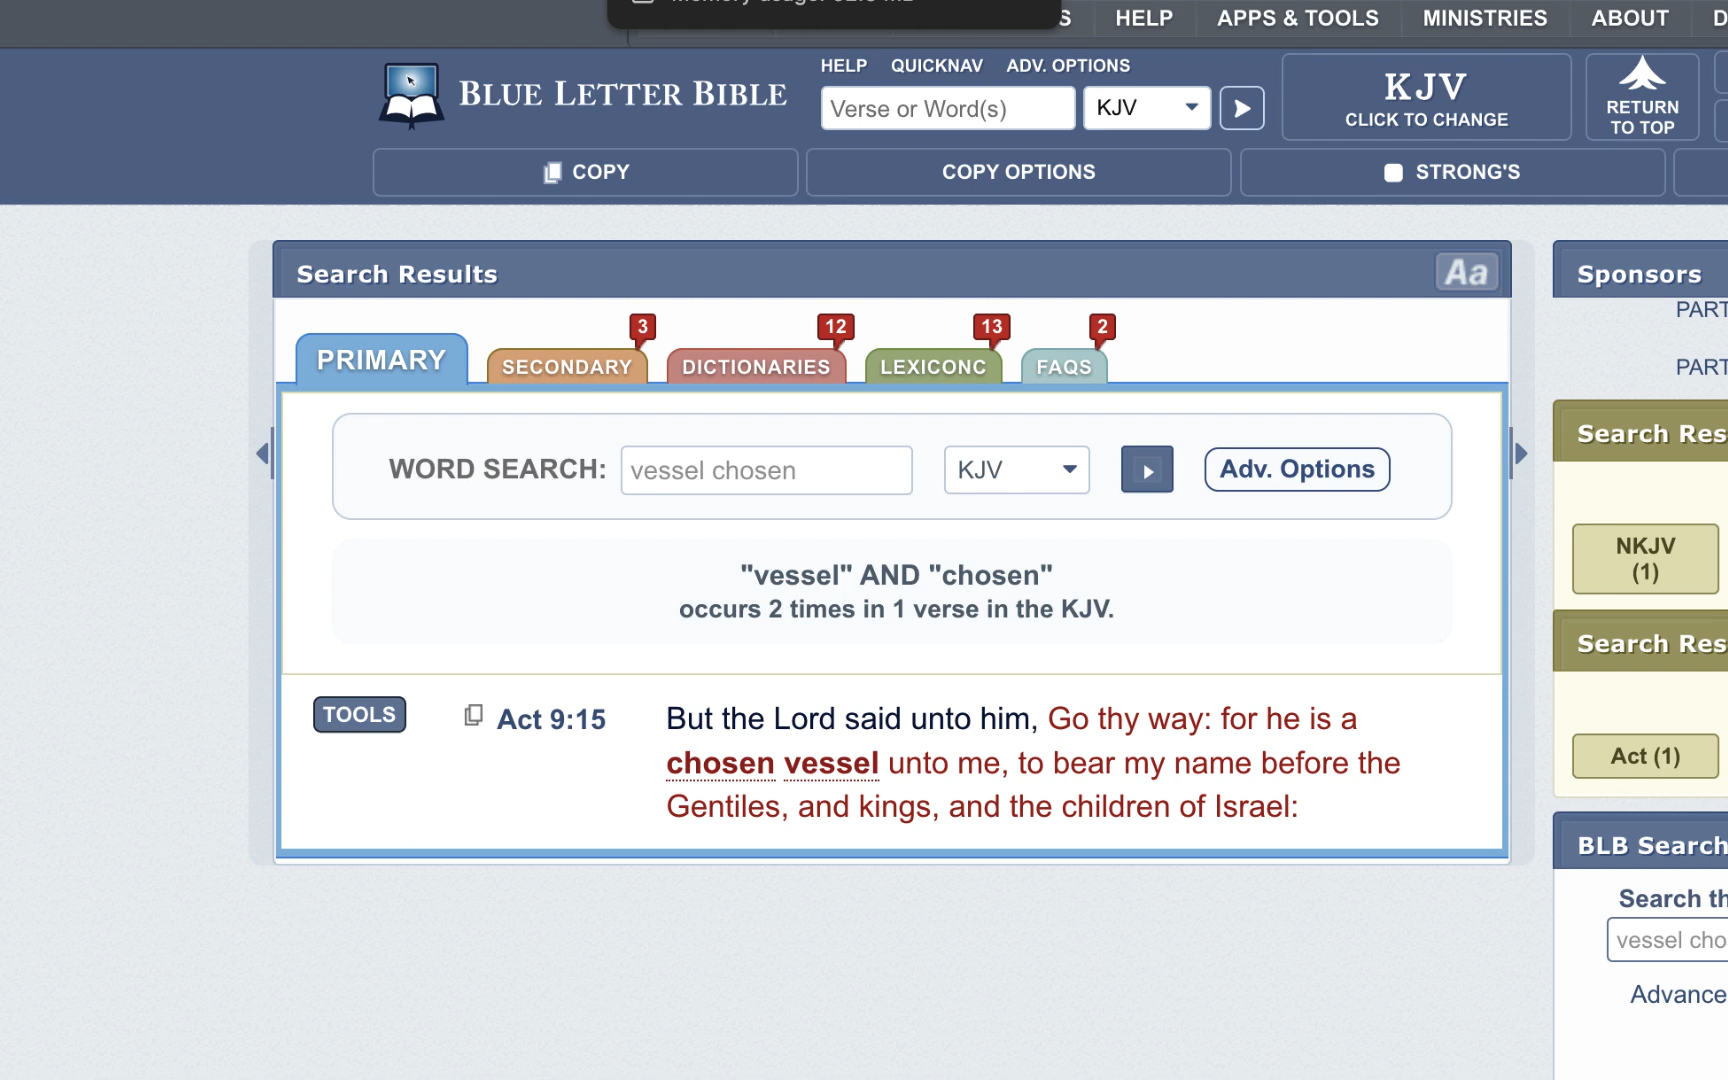 S
HELP
APPS & TOOLS
MINISTRIES
ABOUT
D
BLUE LETTER BIBLE
HELP QUICKNAV ADV. OPTIONS
Verse or Word(s)
KJV
KJV
CLICK TO CHANGE
RETURN
TO TOP
COPY
COPY OPTIONS
STRONG'S
Search Results
Aa
Sponsors
PART
PART
PRIMARY
SECONDARY
3
DICTIONARIES
12
LEXICONC
13
FAQS
2
WORD SEARCH:
vessel chosen
KJV
Adv. Options
"vessel" AND "chosen"
occurs 2 times in 1 verse in the KJV.
TOOLS
Act 9:15
But the Lord said unto him, Go thy way: for he is a
chosen vessel unto me, to bear my name before the
Gentiles, and kings, and the children of Israel:
Search Res
NKJV
(1)
Search Res
Act (1)
BLB Search
Search th
vessel cho
Advance